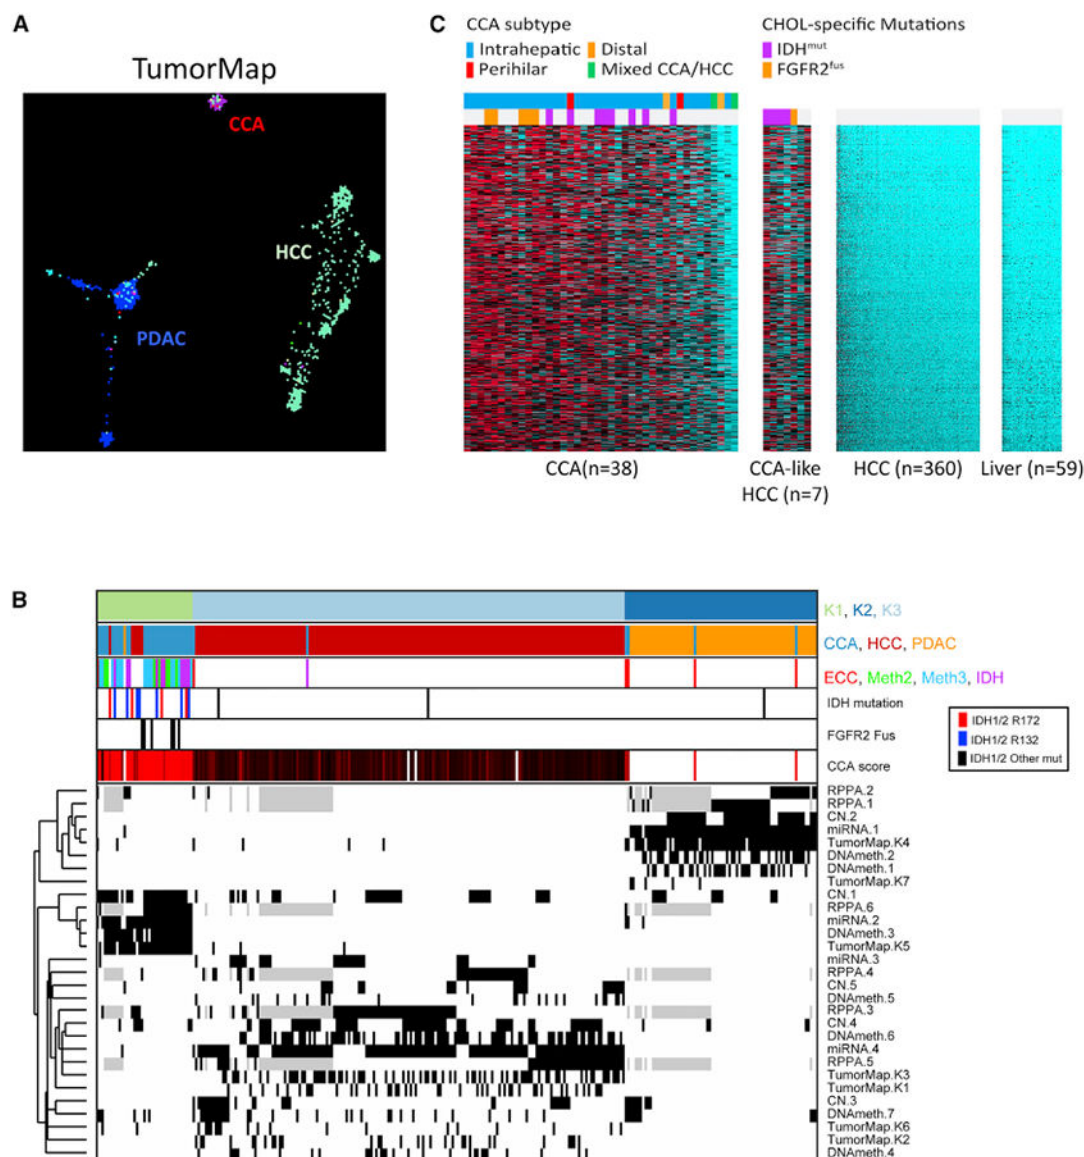 A
TumorMap
CCA
HCC
PDAC
C
CCA subtype
Intrahepatic Distal
Perihilar Mixed CCA/HCC
CHOL-specific Mutations
IDHmut
FGFR2fus
CCA(n=38)
CCA-like
HCC (n=7)
HCC (n=360)
Liver (n=59)
B
K1, K2, K3
CCA, HCC, PDAC
ECC, Meth2, Meth3, IDH
IDH mutation
FGFR2 Fus
CCA score
IDH1/2 R172
IDH1/2 R132
IDH1/2 Other mut
RPPA.2
RPPA.1
CN.2
miRNA.1
TumorMap.K4
DNAmeth.2
DNAmeth.1
TumorMap.K7
CN.1
RPPA.6
miRNA.2
DNAmeth.3
TumorMap.K5
miRNA.3
RPPA.4
CN.5
DNAmeth.5
RPPA.3
CN.4
DNAmeth.6
miRNA.4
RPPA.5
TumorMap.K3
TumorMap.K1
CN.3
DNAmeth.7
TumorMap.K6
TumorMap.K2
DNAmeth.4